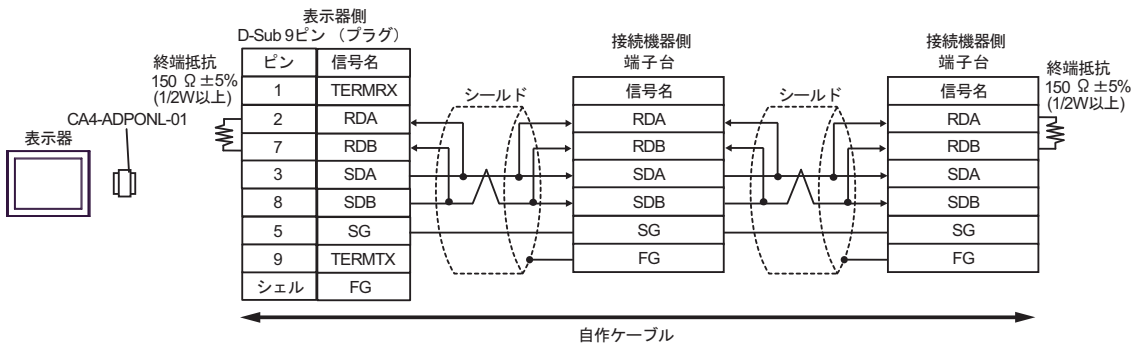 表示器側
D-Sub 9ピン （プラグ）
終端抵抗
150 Ω ±5%
(1/2W以上)
CA4-ADPONL-01
表示器
ピン 信号名
1 TERMRX
2 RDA
7 RDB
3 SDA
8 SDB
5 SG
9 TERMTX
シェル FG
シールド
接続機器側
端子台
信号名
RDA
RDB
SDA
SDB
SG
FG
シールド
接続機器側
端子台
信号名
RDA
RDB
SDA
SDB
SG
FG
終端抵抗
150 Ω ±5%
(1/2W以上)
自作ケーブル